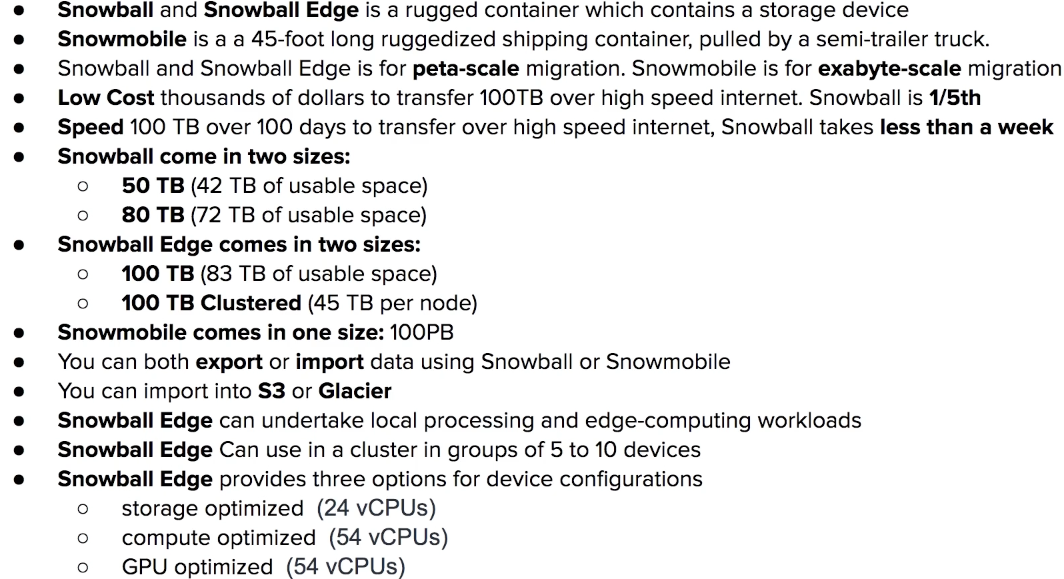 ● Snowball and Snowball Edge is a rugged container which contains a storage device
● Snowmobile is a a 45-foot long ruggedized shipping container, pulled by a semi-trailer truck.
● Snowball and Snowball Edge is for peta-scale migration. Snowmobile is for exabyte-scale migration
● Low Cost thousands of dollars to transfer 100TB over high speed internet. Snowball is 1/5th
● Speed 100 TB over 100 days to transfer over high speed internet, Snowball takes less than a week
● Snowball come in two sizes:
○ 50 TB (42 TB of usable space)
○ 80 TB (72 TB of usable space)
● Snowball Edge comes in two sizes:
○ 100 TB (83 TB of usable space)
○ 100 TB Clustered (45 TB per node)
● Snowmobile comes in one size: 100PB
● You can both export or import data using Snowball or Snowmobile
● You can import into S3 or Glacier
● Snowball Edge can undertake local processing and edge-computing workloads
● Snowball Edge Can use in a cluster in groups of 5 to 10 devices
● Snowball Edge provides three options for device configurations
○ storage optimized (24 vCPUs)
○ compute optimized (54 vCPUs)
○ GPU optimized (54 vCPUs)